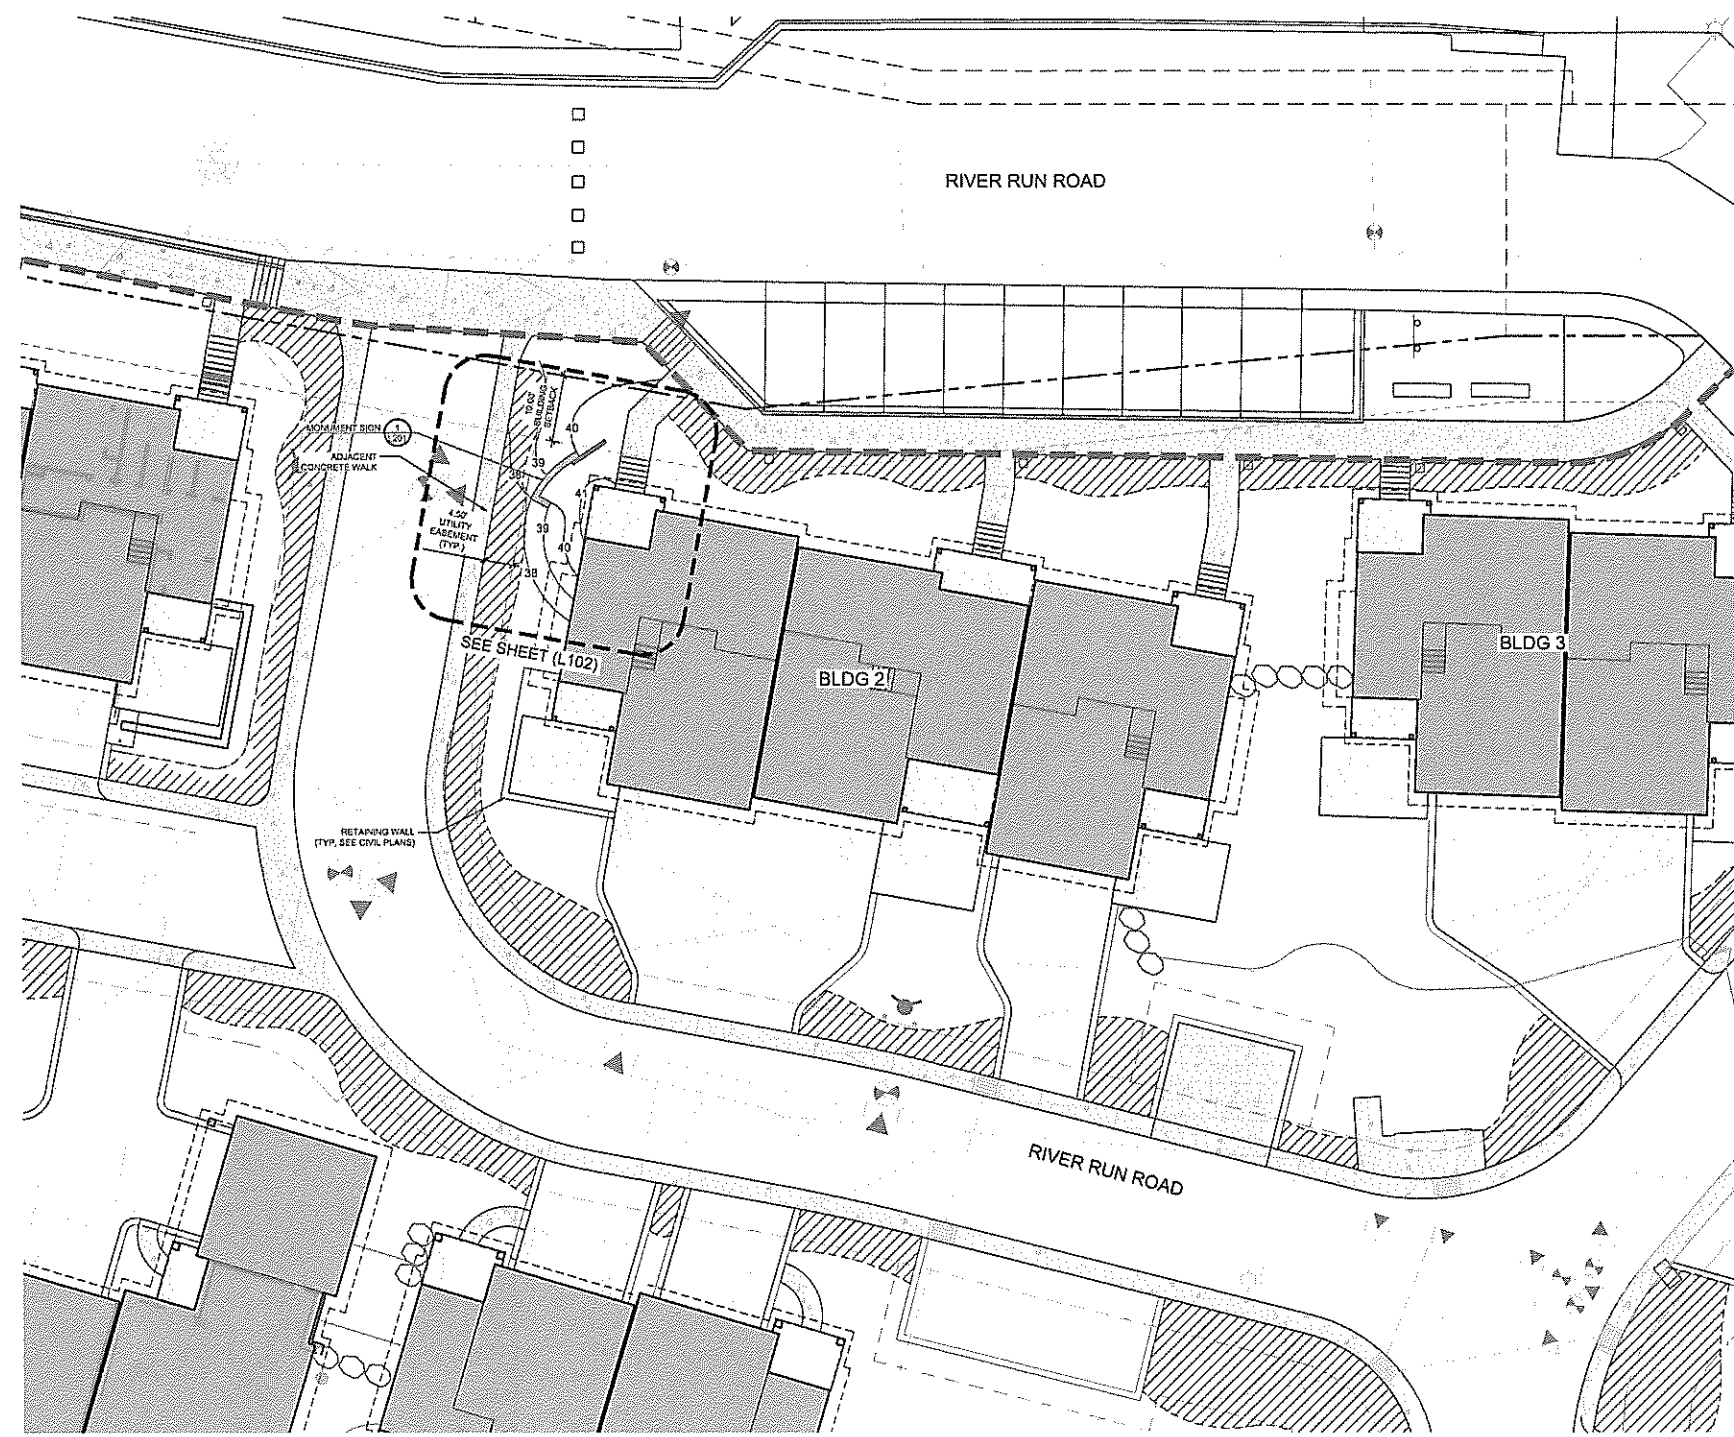 RIVER RUN ROAD
10.00'
BUILDING
SETBACK
40
MONUMENT SIGN
1
L201
ADJACENT
CONCRETE WALK
39
38
41
4.50'
UTILITY
EASEMENT
(TYP.)
39
40
38
SEE SHEET (L102)
BLDG 2
BLDG 3
RETAINING WALL
(TYP, SEE CIVIL PLANS)
RIVER RUN ROAD